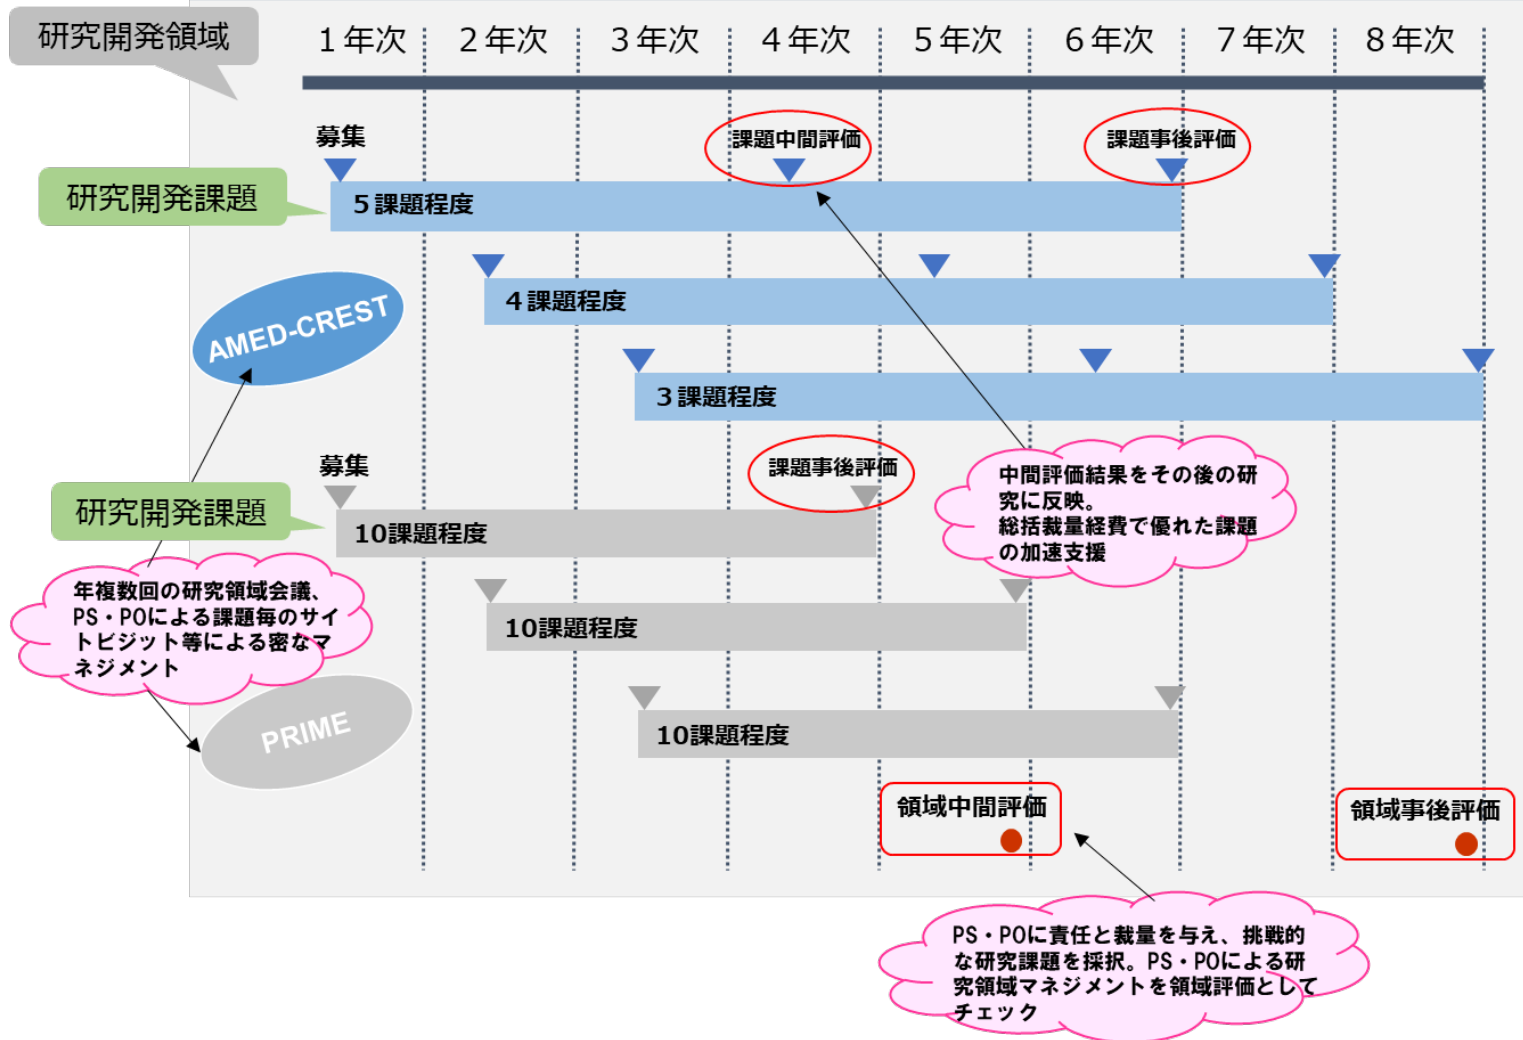 研究開発領域
１年次
２年次
３年次
４年次
５年次
６年次
７年次
８年次
募集
課題中間評価
課題事後評価
研究開発課題
５課題程度
４課題程度
AMED-CREST
３課題程度
募集
課題事後評価
研究開発課題
10課題程度
中間評価結果をその後の研
究に反映。
総括裁量経費で優れた課題
の加速支援
年複数回の研究領域会議、
PS・POによる課題毎のサイ
トビジット等による密なマ
ネジメント
10課題程度
PRIME
10課題程度
領域中間評価
領域事後評価
PS・POに責任と裁量を与え、挑戦的
な研究課題を採択。PS・POによる研
究領域マネジメントを領域評価として
チェック